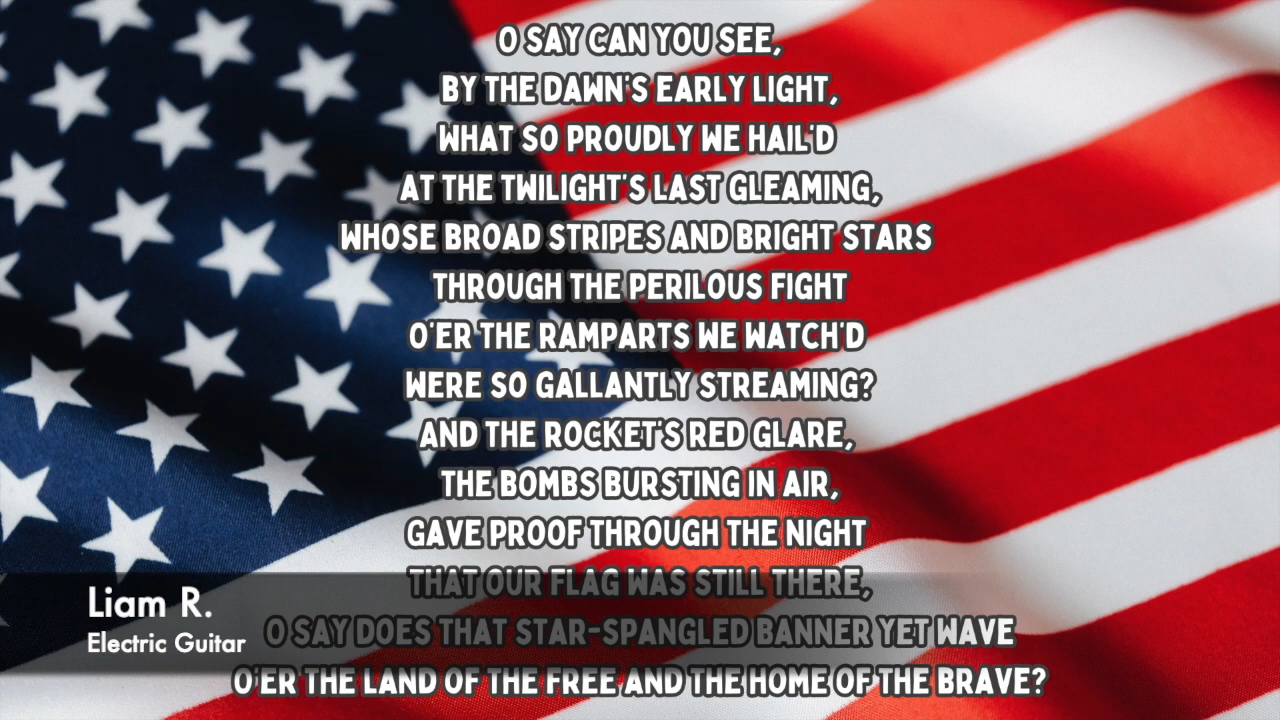 O SAY CAN YOU SEE,
BY THE DAWN'S EARLY LIGHT,
WHAT SO PROUDLY WE HAIL'D
AT THE TWILIGHT'S LAST GLEAMING,
WHOSE BROAD STRIPES AND BRIGHT STARS
THROUGH THE PERILOUS FIGHT
O'ER THE RAMPARTS WE WATCH'D
WERE SO GALLANTLY STREAMING?
AND THE ROCKET'S RED GLARE,
THE BOMBS BURSTING IN AIR,
GAVE PROOF THROUGH THE NIGHT
THAT OUR FLAG WAS STILL THERE,
O SAY DOES THAT STAR-SPANGLED BANNER YET WAVE
O'ER THE LAND OF THE FREE AND THE HOME OF THE BRAVE?
Liam R.
Electric Guitar